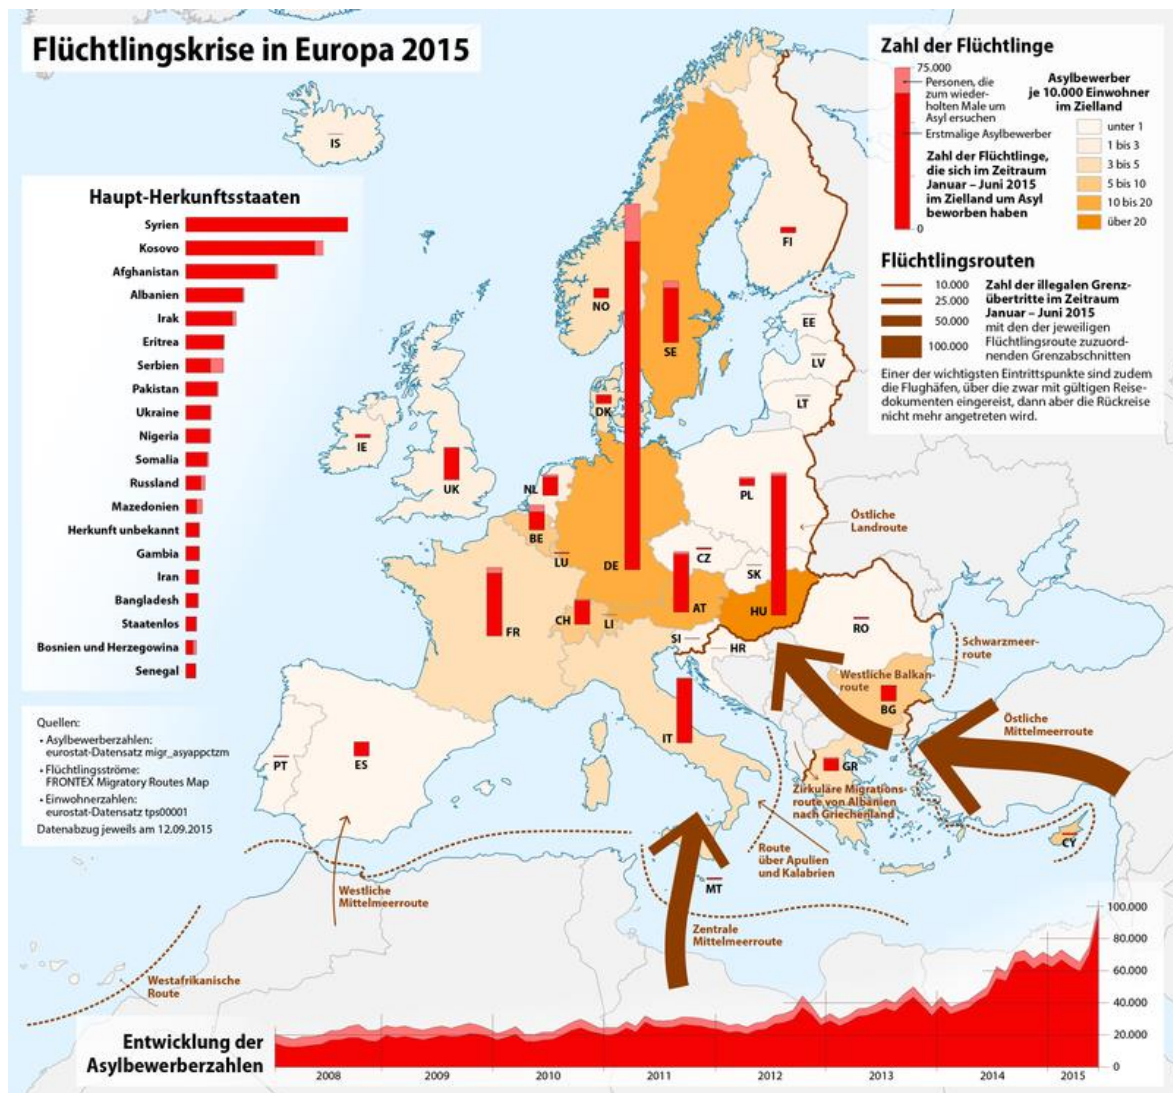 Flüchtlingskrise in Europa 2015
Zahl der Flüchtlinge
75.000
Personen, die
zum wieder-
holten Male um
Asyl ersuchen
Erstmalige Asylbewerber
Zahl der Flüchtlinge,
die sich im Zeitraum
Januar – Juni 2015
im Zielland um Asyl
beworben haben
0
Asylbewerber
je 10.000 Einwohner
im Zielland
unter 1
1 bis 3
3 bis 5
5 bis 10
10 bis 20
über 20
Flüchtlingsrouten
10.000
25.000
50.000
100.000
Zahl der illegalen Grenz-
übertritte im Zeitraum
Januar – Juni 2015
mit den der jeweiligen
Flüchtlingsroute zuzuord-
nenden Grenzabschnitten
Einer der wichtigsten Eintrittspunkte sind zudem
die Flughäfen, über die zwar mit gültigen Reise-
dokumenten eingereist, dann aber die Rückreise
nicht mehr angetreten wird.
Haupt-Herkunftsstaaten
Syrien
Kosovo
Afghanistan
Albanien
Irak
Eritrea
Serbien
Pakistan
Ukraine
Nigeria
Somalia
Russland
Mazedonien
Herkunft unbekannt
Gambia
Iran
Bangladesh
Staatenlos
Bosnien und Herzegowina
Senegal
Quellen:
• Asylbewerberzahlen:
eurostat-Datensatz migr_asyappctzm
• Flüchtlingsströme:
FRONTEX Migratory Routes Map
• Einwohnerzahlen:
eurostat-Datensatz tps00001
Datenabzug jeweils am 12.09.2015
IS
FI
NO
SE
EE
LV
LT
DK
IE
UK
NL
PL
BE
LU
DE
CZ
SK
FR
CH
LI
AT
HU
SI
HR
RO
BG
IT
GR
PT
ES
MT
CY
Östliche
Landroute
Schwarzmeer-
route
Westliche Balkan-
route
Östliche
Mittelmeerroute
Zirkuläre Migrations-
route von Albanien
nach Griechenland
Route
über Apulien
und Kalabrien
Westliche
Mittelmeerroute
Zentrale
Mittelmeerroute
Westafrikanische
Route
Entwicklung der
Asylbewerberzahlen
100.000
80.000
60.000
40.000
20.000
0
2008
2009
2010
2011
2012
2013
2014
2015